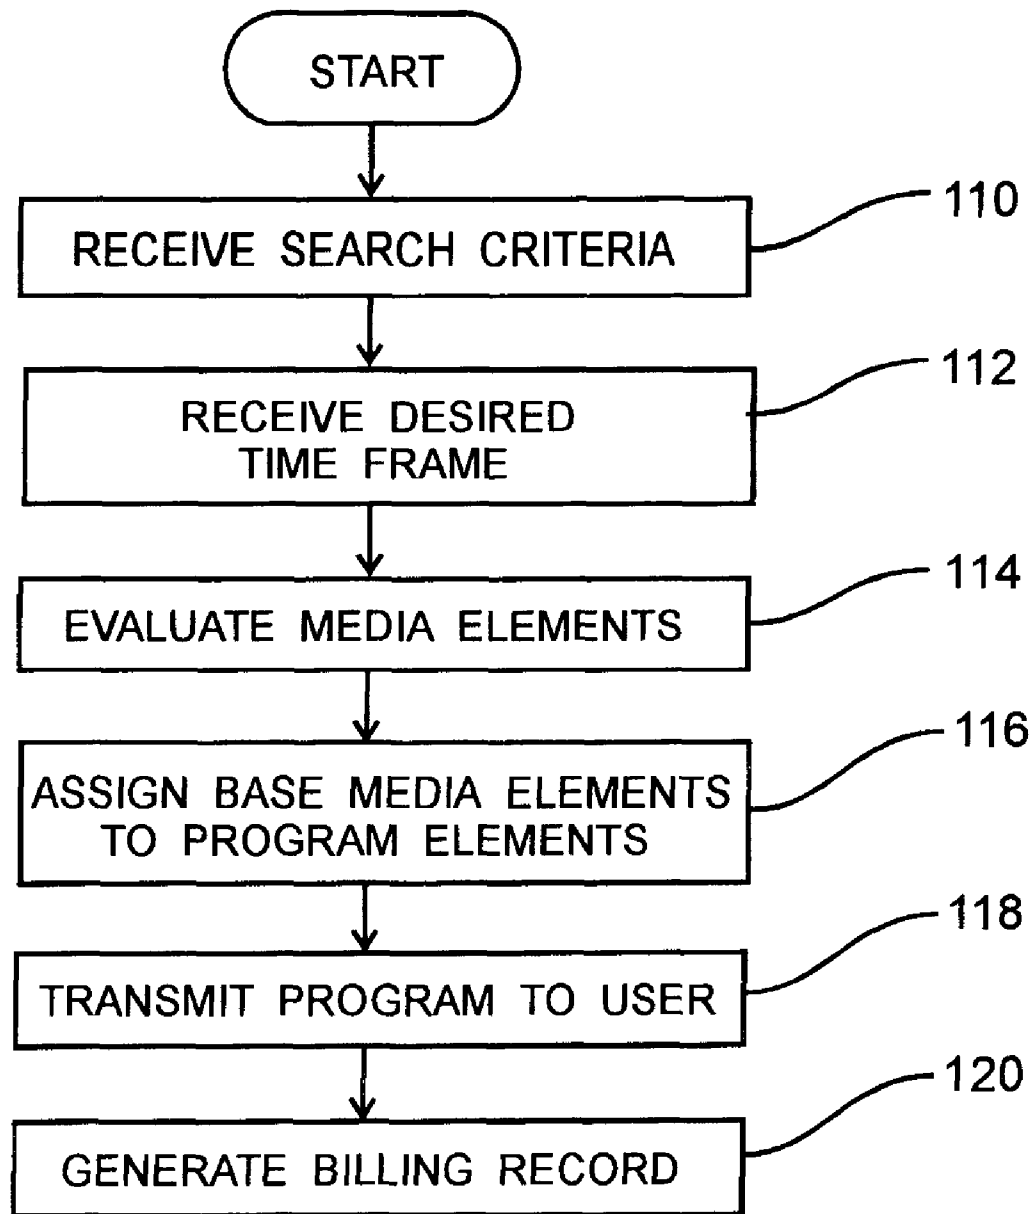 START
110
RECEIVE SEARCH CRITERIA
112
RECEIVE DESIRED
TIME FRAME
114
EVALUATE MEDIA ELEMENTS
116
ASSIGN BASE MEDIA ELEMENTS
TO PROGRAM ELEMENTS
118
TRANSMIT PROGRAM TO USER
120
GENERATE BILLING RECORD